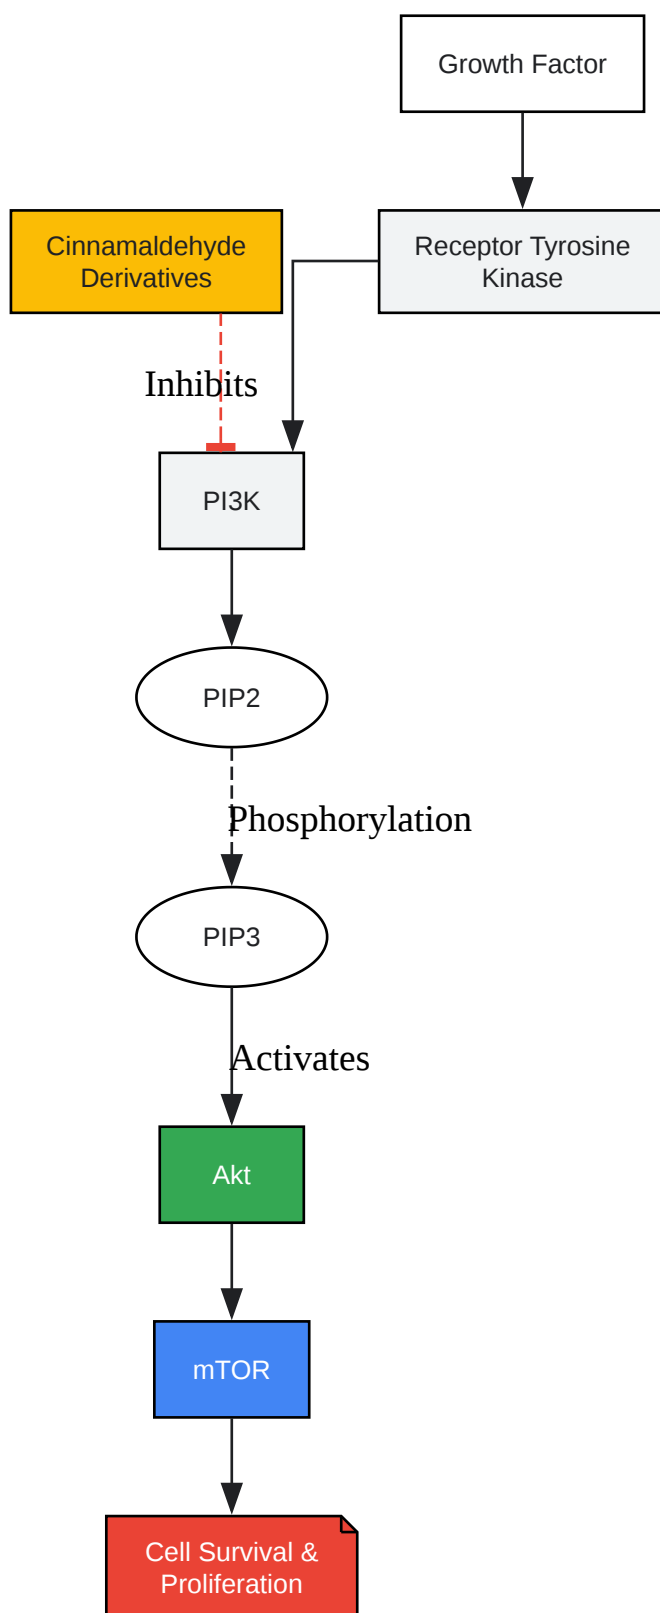 Growth Factor
Cinnamaldehyde
Derivatives
Receptor Tyrosine
Kinase
Inhibits
PI3K
PIP2
Phosphorylation
PIP3
Activates
Akt
mTOR
Cell Survival &
Proliferation